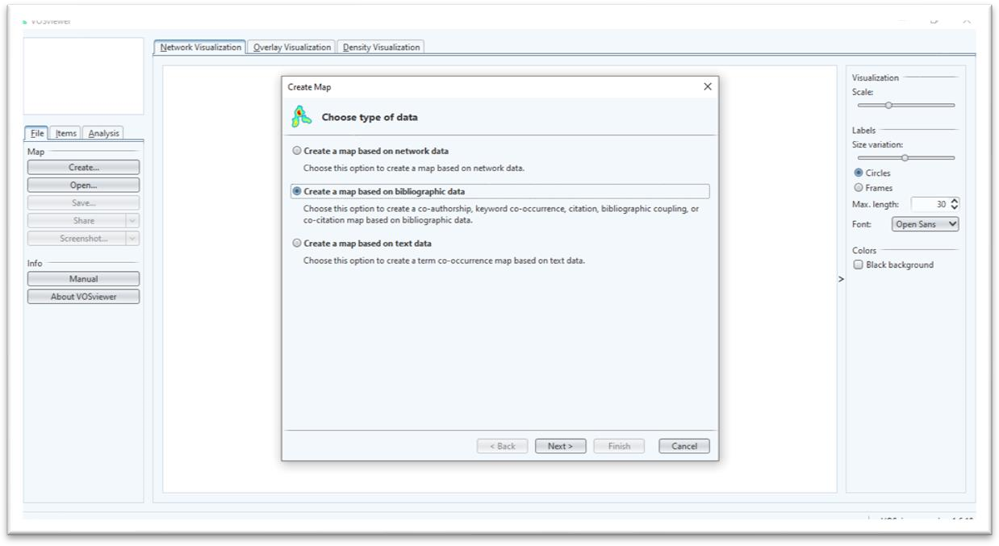 VOSviewer
Network Visualization Overlay Visualization Density Visualization
File Items Analysis
Map
Create...
Open...
Save...
Share
Screenshot...
Info
Manual
About VOSviewer
Create Map
Choose type of data
Create a map based on network data
Choose this option to create a map based on network data.
Create a map based on bibliographic data
Choose this option to create a co-authorship, keyword co-occurrence, citation, bibliographic coupling, or
co-citation map based on bibliographic data.
Create a map based on text data
Choose this option to create a term co-occurrence map based on text data.
< Back Next > Finish Cancel
>
Visualization
Scale:
Labels
Size variation:
Circles
Frames
Max. length: 30
Font: Open Sans
Colors
Black background